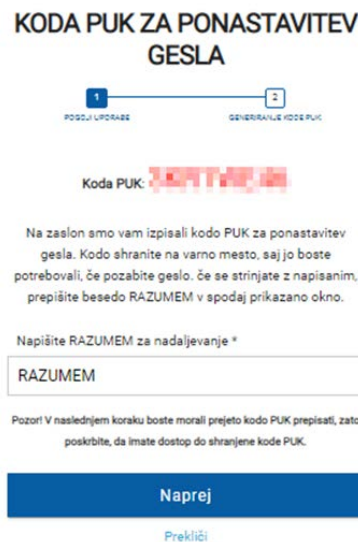 KODA PUK ZA PONASTAVITEV
GESLA
1
2
POGOJI UPORABE
GENERIRANJE KODE PUK
Koda PUK:
Na zaslon smo vam izpisali kodo PUK za ponastavitev
gesla. Kodo shranite na varno mesto, saj jo boste
potrebovali, če pozabite geslo. če se strinjate z napisanim,
prepišite besedo RAZUMEM v spodaj prikazano okno.
Napišite RAZUMEM za nadaljevanje *
RAZUMEM
Pozor! V naslednjem koraku boste morali prejeto kodo PUK prepisati, zato
poskrbite, da imate dostop do shranjene kode PUK.
Naprej
Prekliči